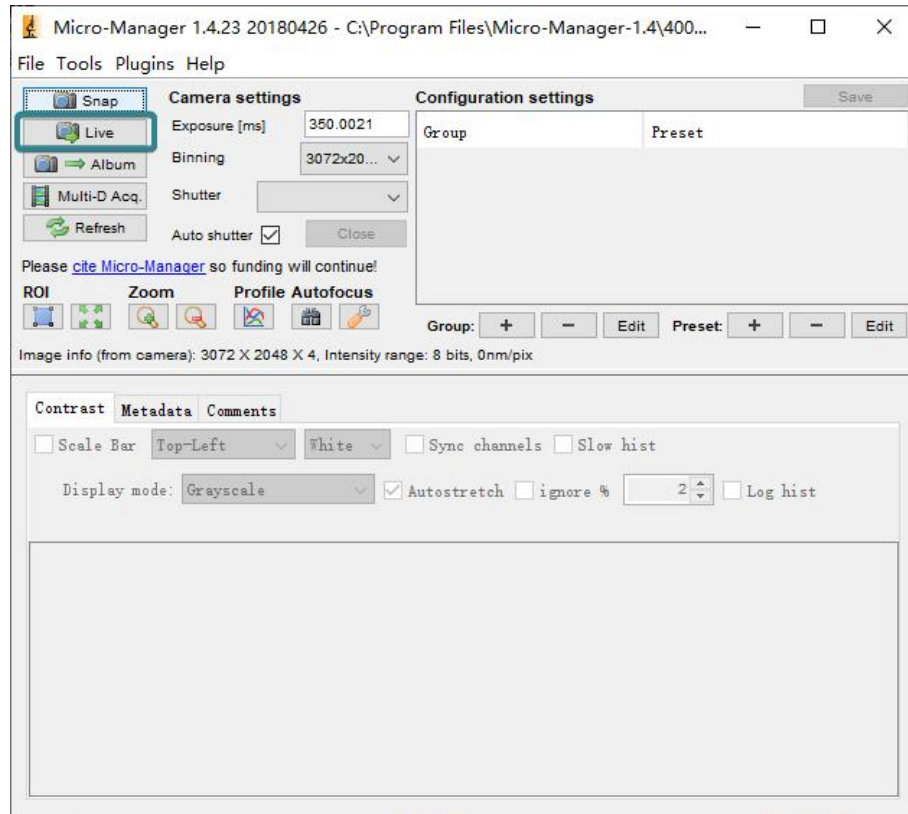 Micro-Manager 1.4.23 20180426 - C:\Program Files\Micro-Manager-1.4\400...
File Tools Plugins Help
Snap
Camera settings
Configuration settings
Save
Live
Exposure [ms] 350.0021
Group Preset
Album
Binning 3072x20...
Multi-D Acq.
Shutter
Refresh
Auto shutter Close
Please cite Micro-Manager so funding will continue!
ROI Zoom Profile Autofocus
Group: + − Edit Preset: + − Edit
Image info (from camera): 3072 X 2048 X 4, Intensity range: 8 bits, 0nm/pix
Contrast Metadata Comments
Scale Bar Top-Left White Sync channels Slow hist
Display mode: Grayscale Autostretch ignore % 2 Log hist